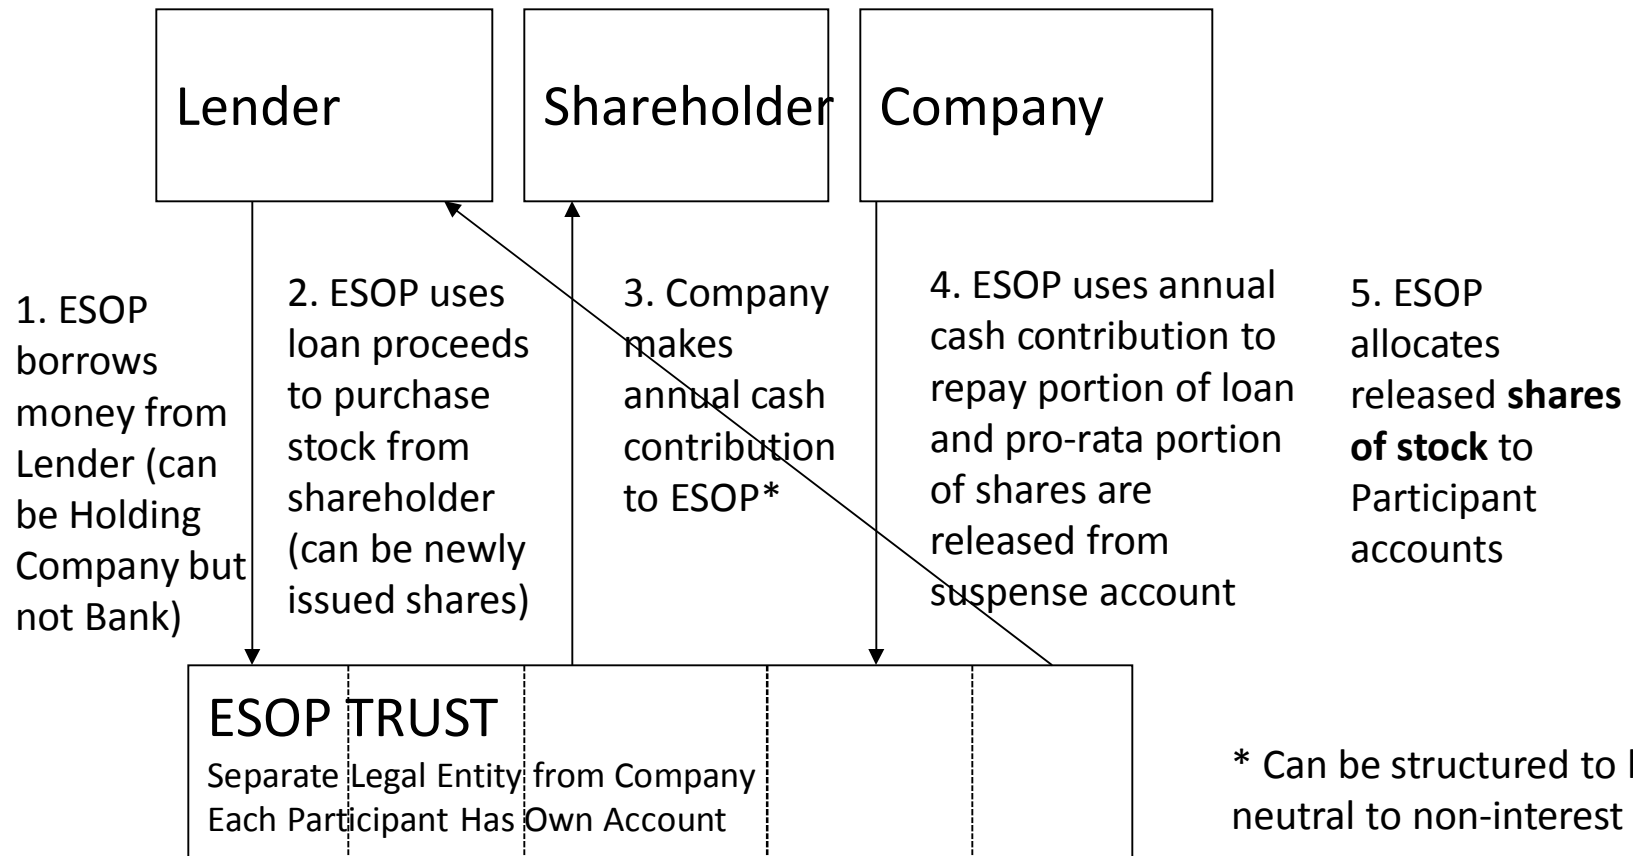 Lender
Shareholder
Company
1. ESOP
borrows
money from
Lender (can
be Holding
Company but
not Bank)
2. ESOP uses
loan proceeds
to purchase
stock from
shareholder
(can be newly
issued shares)
3. Company
makes
annual cash
contribution
to ESOP*
4. ESOP uses annual
cash contribution to
repay portion of loan
and pro-rata portion
of shares are
released from
suspense account
5. ESOP
allocates
released shares
of stock to
Participant
accounts
ESOP TRUST
Separate Legal Entity from Company
Each Participant Has Own Account
* Can be structured to
neutral to non-interest